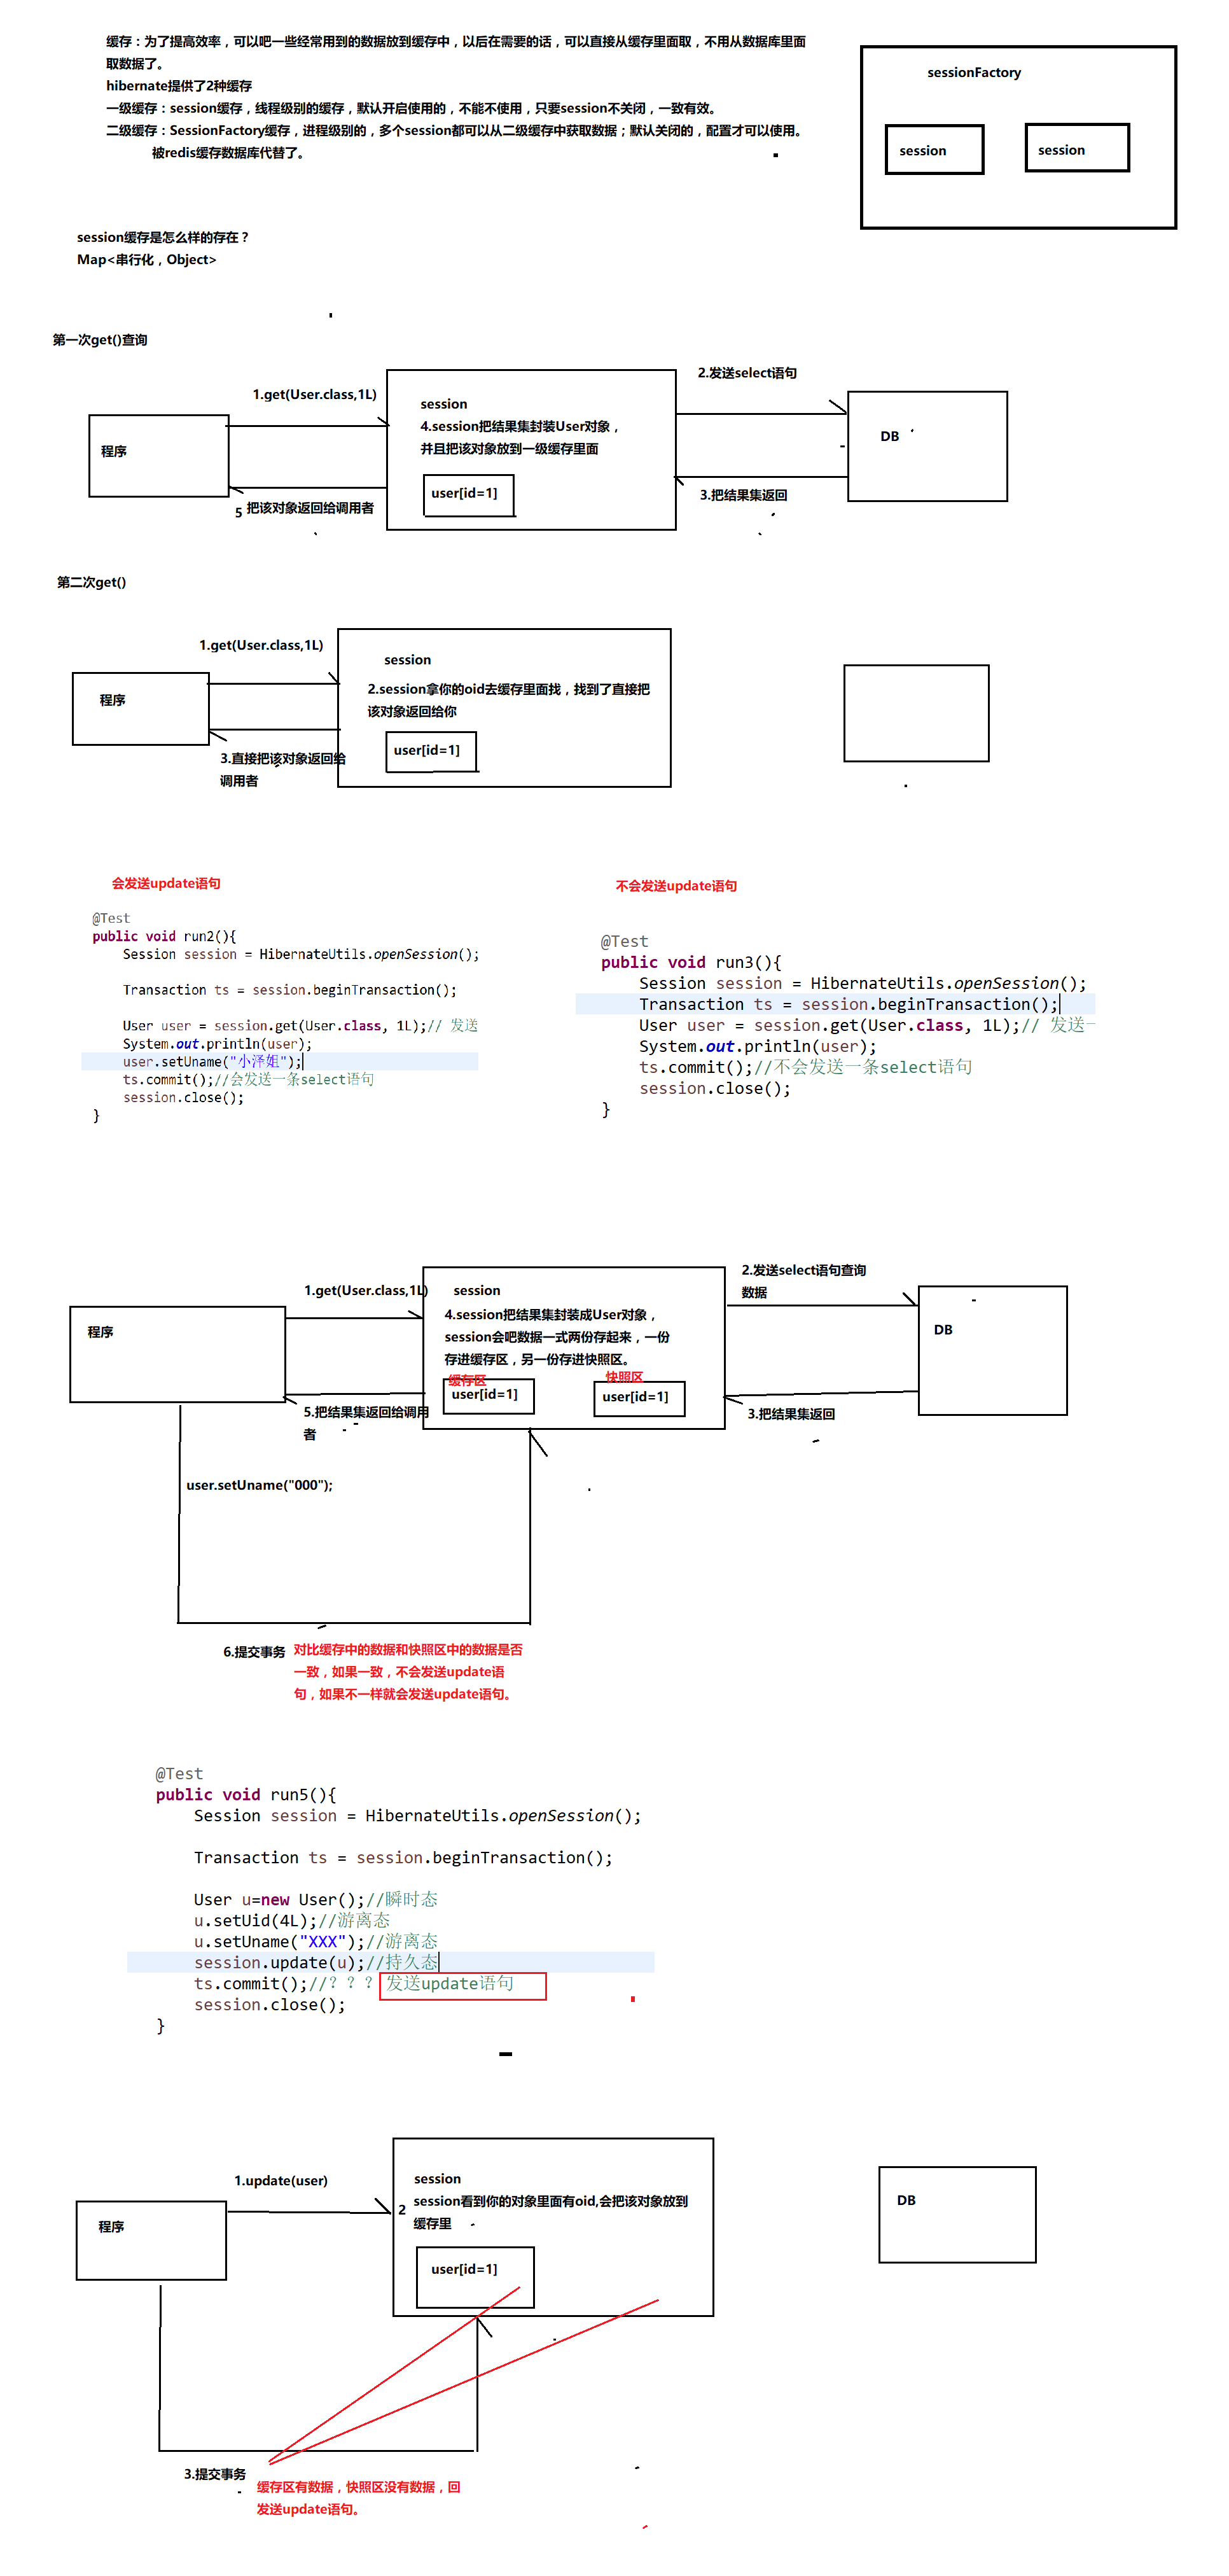 缓存：为了提高效率，可以吧一些经常用到的数据放到缓存中，以后在需要的话，可以直接从缓存里面取，不用从数据库里面
取数据了。
hibernate提供了2种缓存
一级缓存：session缓存，线程级别的缓存，默认开启使用的，不能不使用，只要session不关闭，一致有效。
二级缓存：SessionFactory缓存，进程级别的，多个session都可以从二级缓存中获取数据；默认关闭的，配置才可以使用。
被redis缓存数据库代替了。
sessionFactory
session
session
session缓存是怎么样的存在？
Map<串行化，Object>
第一次get()查询
1.get(User.class,1L)
2.发送select语句
程序
session
4.session把结果集封装User对象，
并且把该对象放到一级缓存里面
user[id=1]
DB
5 把该对象返回给调用者
3.把结果集返回
第二次get()
1.get(User.class,1L)
程序
session
2.session拿你的oid去缓存里面找，找到了直接把
该对象返回给你
user[id=1]
3.直接把该对象返回给
调用者
会发送update语句
@Test
public void run2(){
Session session = HibernateUtils.openSession();
Transaction ts = session.beginTransaction();
User user = session.get(User.class, 1L);// 发送
System.out.println(user);
user.setUname("小泽姐");
ts.commit();//会发送一条select语句
session.close();
}
不会发送update语句
@Test
public void run3(){
Session session = HibernateUtils.openSession();
Transaction ts = session.beginTransaction();
User user = session.get(User.class, 1L);// 发送一
System.out.println(user);
ts.commit();//不会发送一条select语句
session.close();
}
1.get(User.class,1L)
2.发送select语句查询
数据
程序
session
4.session把结果集封装成User对象，
session会吧数据一式两份存起来，一份
存进缓存区，另一份存进快照区。
缓存区
快照区
user[id=1]
user[id=1]
DB
5.把结果集返回给调用
者
3.把结果集返回
user.setUname("000");
6.提交事务
对比缓存中的数据和快照区中的数据是否
一致，如果一致，不会发送update语
句，如果不一样就会发送update语句。
@Test
public void run5(){
Session session = HibernateUtils.openSession();
Transaction ts = session.beginTransaction();
User u=new User();//瞬时态
u.setUid(4L);//游离态
u.setUname("XXX");//游离态
session.update(u);//持久态
ts.commit();//？？？ 发送update语句
session.close();
}
1.update(user)
程序
session
2 session看到你的对象里面有oid,会把该对象放到
缓存里
user[id=1]
DB
3.提交事务
缓存区有数据，快照区没有数据，回
发送update语句。